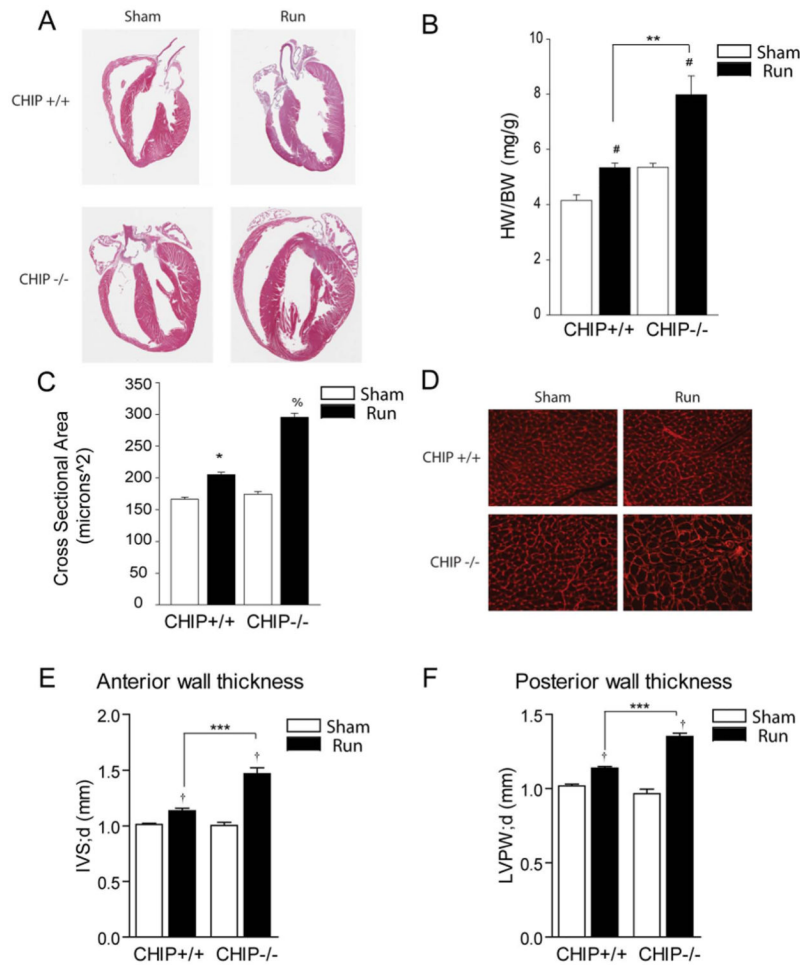 A
Sham
Run
CHIP +/+
CHIP -/-
B
HW/BW (mg/g)
10
8
6
4
2
0
**
#
#
Sham
Run
CHIP+/+
CHIP-/-
C
Cross Sectional Area
(microns^2)
350
300
250
200
150
100
50
0
*
%
Sham
Run
CHIP+/+
CHIP-/-
D
Sham
Run
CHIP +/+
CHIP -/-
E
Anterior wall thickness
IVS;d (mm)
2.0
1.5
1.0
0.5
0.0
***
†
†
Sham
Run
CHIP+/+
CHIP-/-
F
Posterior wall thickness
LVPW;d (mm)
1.5
1.0
0.5
0.0
***
†
†
Sham
Run
CHIP+/+
CHIP-/-